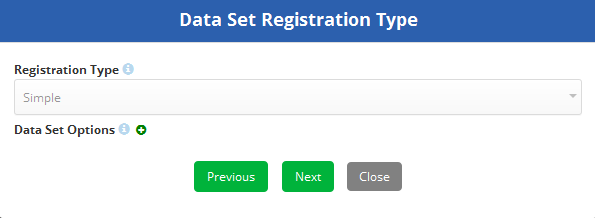 Data Set Registration Type
Registration Type
Simple
Data Set Options
Previous Next Close